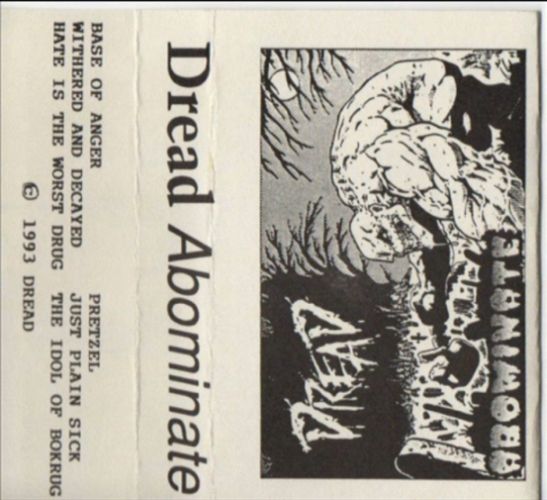 BASE OF ANGER
WITHERED AND DECAYED
HATE IS THE WORST DRUG
PRETZEL
JUST PLAIN SICK
THE IDOL OF BOKRUG
© 1993 DREAD
Dread Abominate
DREAD
ABOMINATE